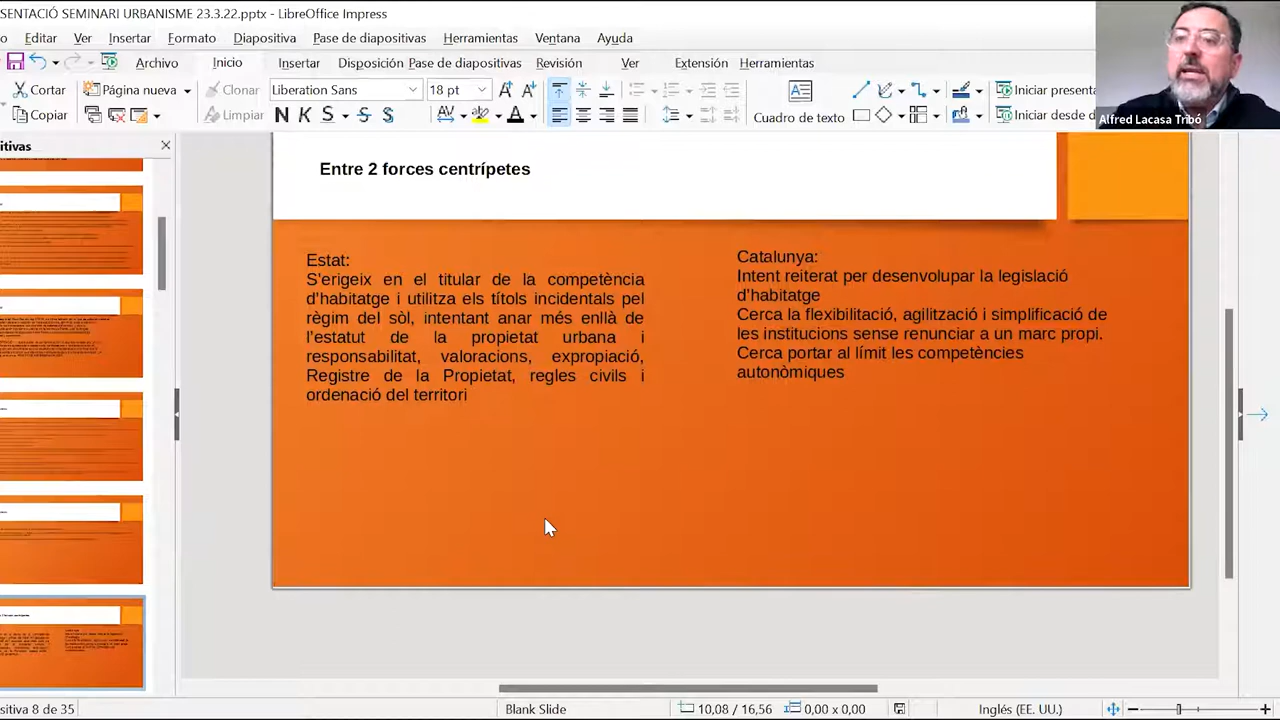 SENTACIÓ SEMINARI URBANISME 23.3.22.pptx - LibreOffice Impress
o Editar Ver Insertar Formato Diapositiva Pase de diapositivas Herramientas Ventana Ayuda
Archivo Inicio Insertar Disposición Pase de diapositivas Revisión Ver Extensión Herramientas
Cortar Página nueva Clonar Liberation Sans 18 pt Iniciar present
Copiar Limpiar Cuadro de texto Iniciar desde d
Alfred Lacasa Tribó
itivas
Entre 2 forces centrípetes
Estat:
S'erigeix en el titular de la competència
d'habitatge i utilitza els títols incidentals pel
règim del sòl, intentant anar més enllà de
l'estatut de la propietat urbana i
responsabilitat, valoracions, expropiació,
Registre de la Propietat, regles civils i
ordenació del territori
Catalunya:
Intent reiterat per desenvolupar la legislació
d'habitatge
Cerca la flexibilització, agilització i simplificació de
les institucions sense renunciar a un marc propi.
Cerca portar al límit les competències
autonòmiques
sitiva 8 de 35 Blank Slide 10,08 / 16,56 0,00 x 0,00 Inglés (EE. UU.)